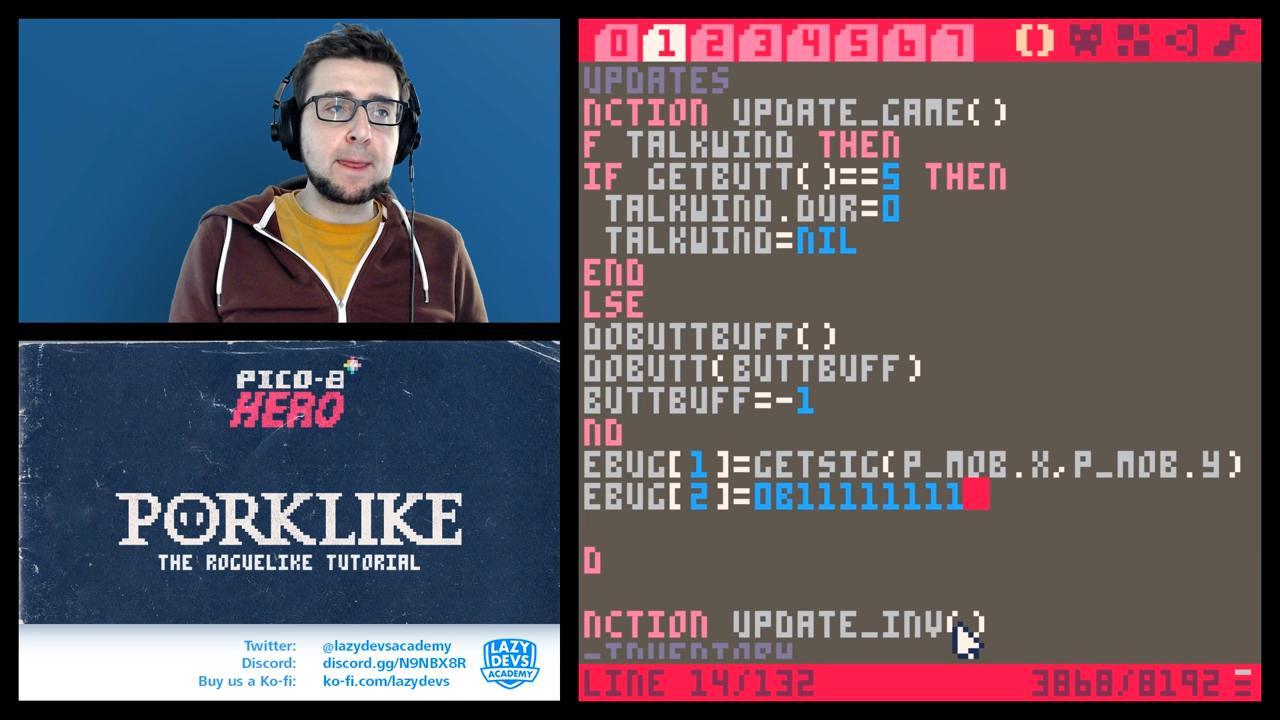 0 1 2 3 4 5 6 7
UPDATES
NCTION UPDATE_GAME()
F TALKWIND THEN
IF GETBUTT()==5 THEN
TALKWIND.DUR=0
TALKWIND=NIL
END
LSE
DOBUTTBUFF()
DOBUTT(BUTTBUFF)
BUTTBUFF=-1
ND
EBUG[1]=GETSIG(P_MOB.X,P_MOB.Y)
EBUG[2]=0B11111111
D
NCTION UPDATE_INV()
_INVENTORY
LINE 14/132
3868/8192
PICO-8
HERO
PORKLIKE
THE ROGUELIKE TUTORIAL
Twitter: @lazydevsacademy
Discord: discord.gg/N9NBX8R
Buy us a Ko-fi: ko-fi.com/lazydevs
LAZY
DEVS
ACADEMY